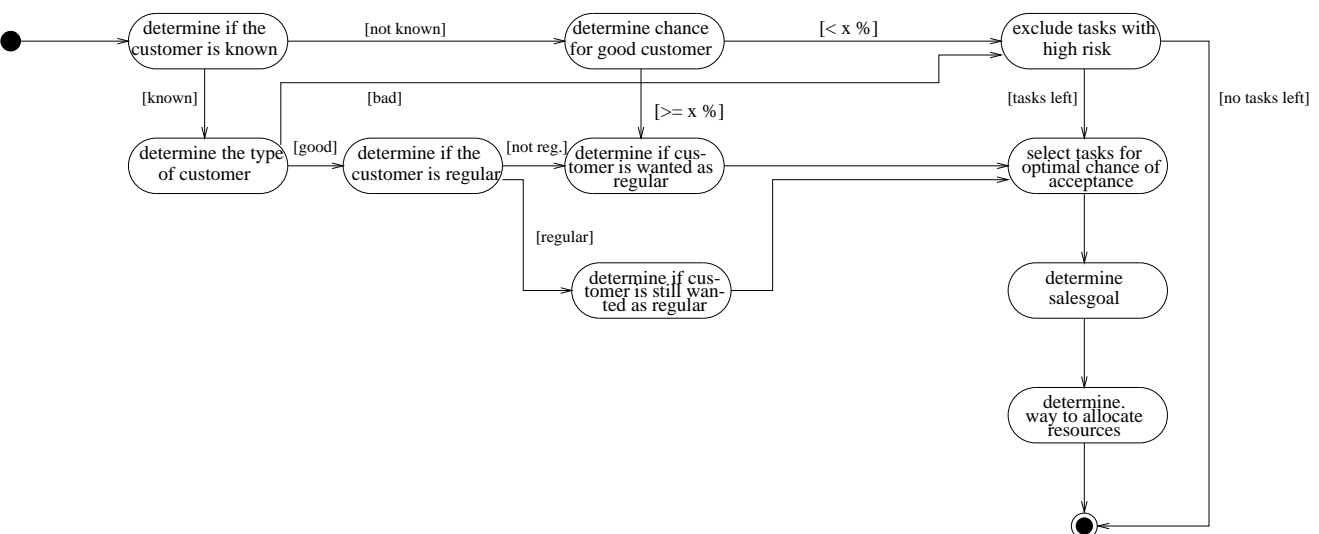 determine if the
customer is known
[not known]
determine chance
for good customer
[< x %]
exclude tasks with
high risk
[known]
[bad]
[>= x %]
[tasks left]
[no tasks left]
determine the type
of customer
[good]
determine if the
customer is regular
[not reg.]
determine if cus-
tomer is wanted as
regular
select tasks for
optimal chance of
acceptance
[regular]
determine if cus-
tomer is still wan-
ted as regular
determine
salesgoal
determine.
way to allocate
resources